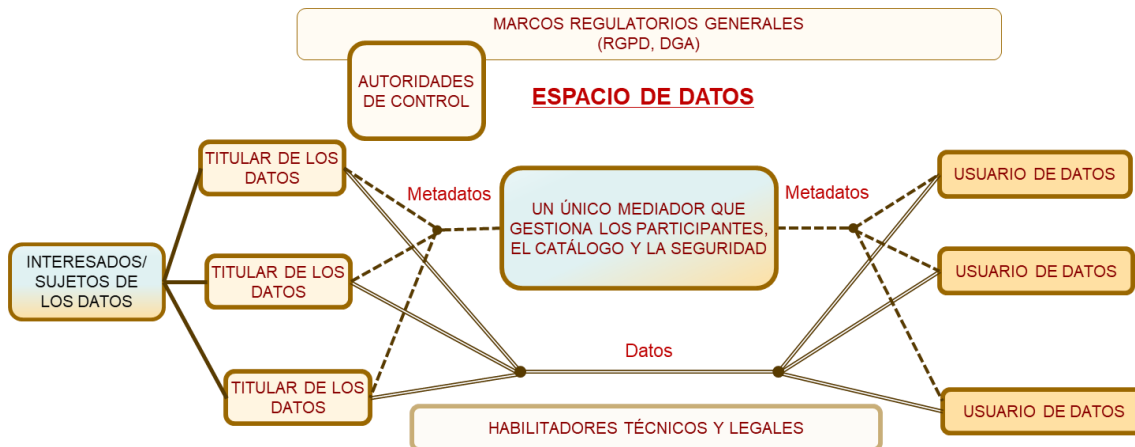 MARCOS REGULATORIOS GENERALES
(RGPD, DGA)
AUTORIDADES
DE CONTROL
ESPACIO DE DATOS
TITULAR DE LOS
DATOS
Metadatos
UN ÚNICO MEDIADOR QUE
GESTIONA LOS PARTICIPANTES,
EL CATÁLOGO Y LA SEGURIDAD
Metadatos
USUARIO DE DATOS
INTERESADOS/
SUJETOS DE
LOS DATOS
TITULAR DE LOS
DATOS
USUARIO DE DATOS
Datos
TITULAR DE LOS
DATOS
USUARIO DE DATOS
HABILITADORES TÉCNICOS Y LEGALES